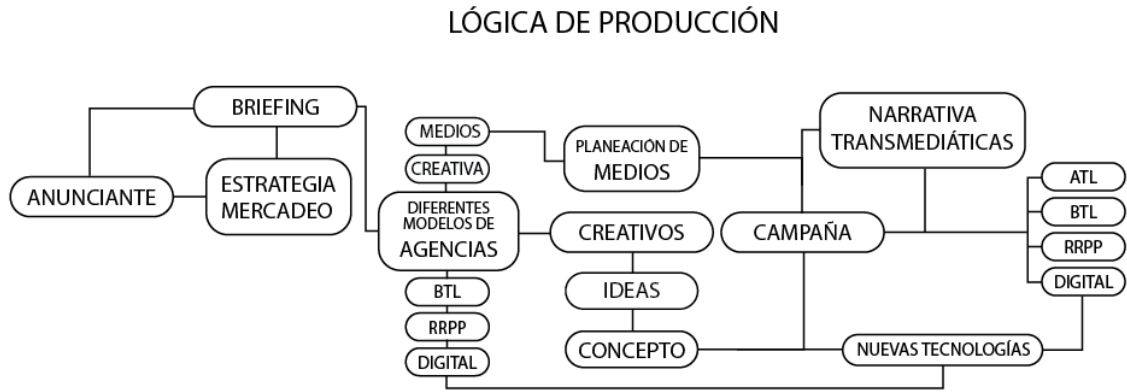 LÓGICA DE PRODUCCIÓN
BRIEFING
ANUNCIANTE
ESTRATEGIA
MERCADEO
MEDIOS
CREATIVA
DIFERENTES
MODELOS DE
AGENCIAS
BTL
RRPP
DIGITAL
PLANEACIÓN DE
MEDIOS
CREATIVOS
IDEAS
CONCEPTO
CAMPAÑA
NARRATIVA
TRANSMEDIÁTICAS
ATL
BTL
RRPP
DIGITAL
NUEVAS TECNOLOGÍAS